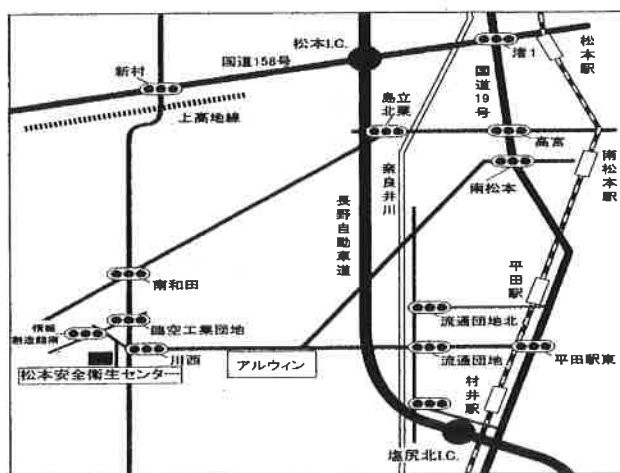 松本I.C.
渚1
松本駅
国道158号
新村
上高地線
国道19号
島立
北栗
高宮
南松本
南松本駅
奈良井川
長野自動車道
南和田
平田駅
臨空工業団地
情報
創造館南
流通団地北
川西
アルウィン
流通団地
平田駅東
松本安全衛生センター
村井駅
塩尻北I.C.